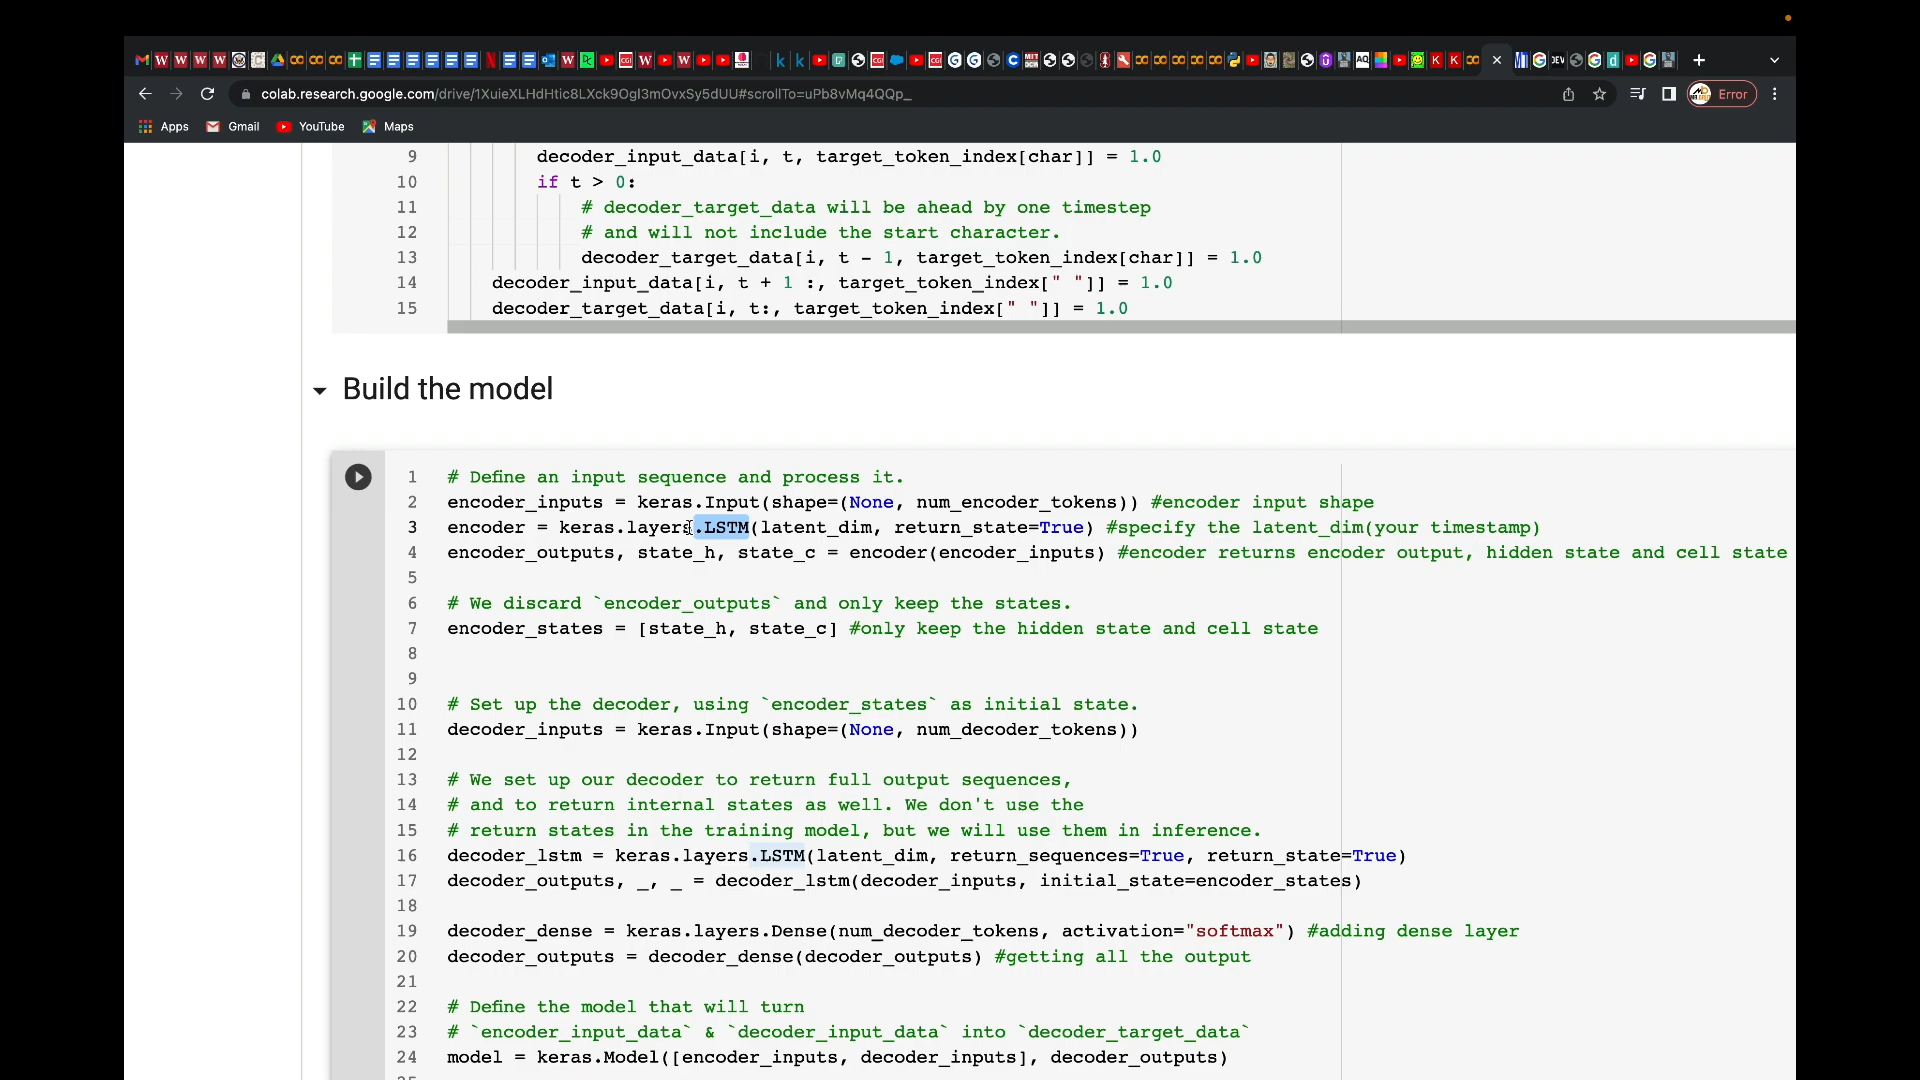 colab.research.google.com/drive/1XuieXLHdHtic8LXck9OgI3mOvxSy5dUU#scrollTo=uPb8vMq4QQp_
Error
Apps Gmail YouTube Maps
9 decoder_input_data[i, t, target_token_index[char]] = 1.0
10 if t > 0:
11 # decoder_target_data will be ahead by one timestep
12 # and will not include the start character.
13 decoder_target_data[i, t - 1, target_token_index[char]] = 1.0
14 decoder_input_data[i, t + 1 :, target_token_index[" "]] = 1.0
15 decoder_target_data[i, t:, target_token_index[" "]] = 1.0
Build the model
1 # Define an input sequence and process it.
2 encoder_inputs = keras.Input(shape=(None, num_encoder_tokens)) #encoder input shape
3 encoder = keras.layers.LSTM(latent_dim, return_state=True) #specify the latent_dim(your timestamp)
4 encoder_outputs, state_h, state_c = encoder(encoder_inputs) #encoder returns encoder output, hidden state and cell state
5
6 # We discard `encoder_outputs` and only keep the states.
7 encoder_states = [state_h, state_c] #only keep the hidden state and cell state
8
9
10 # Set up the decoder, using `encoder_states` as initial state.
11 decoder_inputs = keras.Input(shape=(None, num_decoder_tokens))
12
13 # We set up our decoder to return full output sequences,
14 # and to return internal states as well. We don't use the
15 # return states in the training model, but we will use them in inference.
16 decoder_lstm = keras.layers.LSTM(latent_dim, return_sequences=True, return_state=True)
17 decoder_outputs, _, _ = decoder_lstm(decoder_inputs, initial_state=encoder_states)
18
19 decoder_dense = keras.layers.Dense(num_decoder_tokens, activation="softmax") #adding dense layer
20 decoder_outputs = decoder_dense(decoder_outputs) #getting all the output
21
22 # Define the model that will turn
23 # `encoder_input_data` & `decoder_input_data` into `decoder_target_data`
24 model = keras.Model([encoder_inputs, decoder_inputs], decoder_outputs)